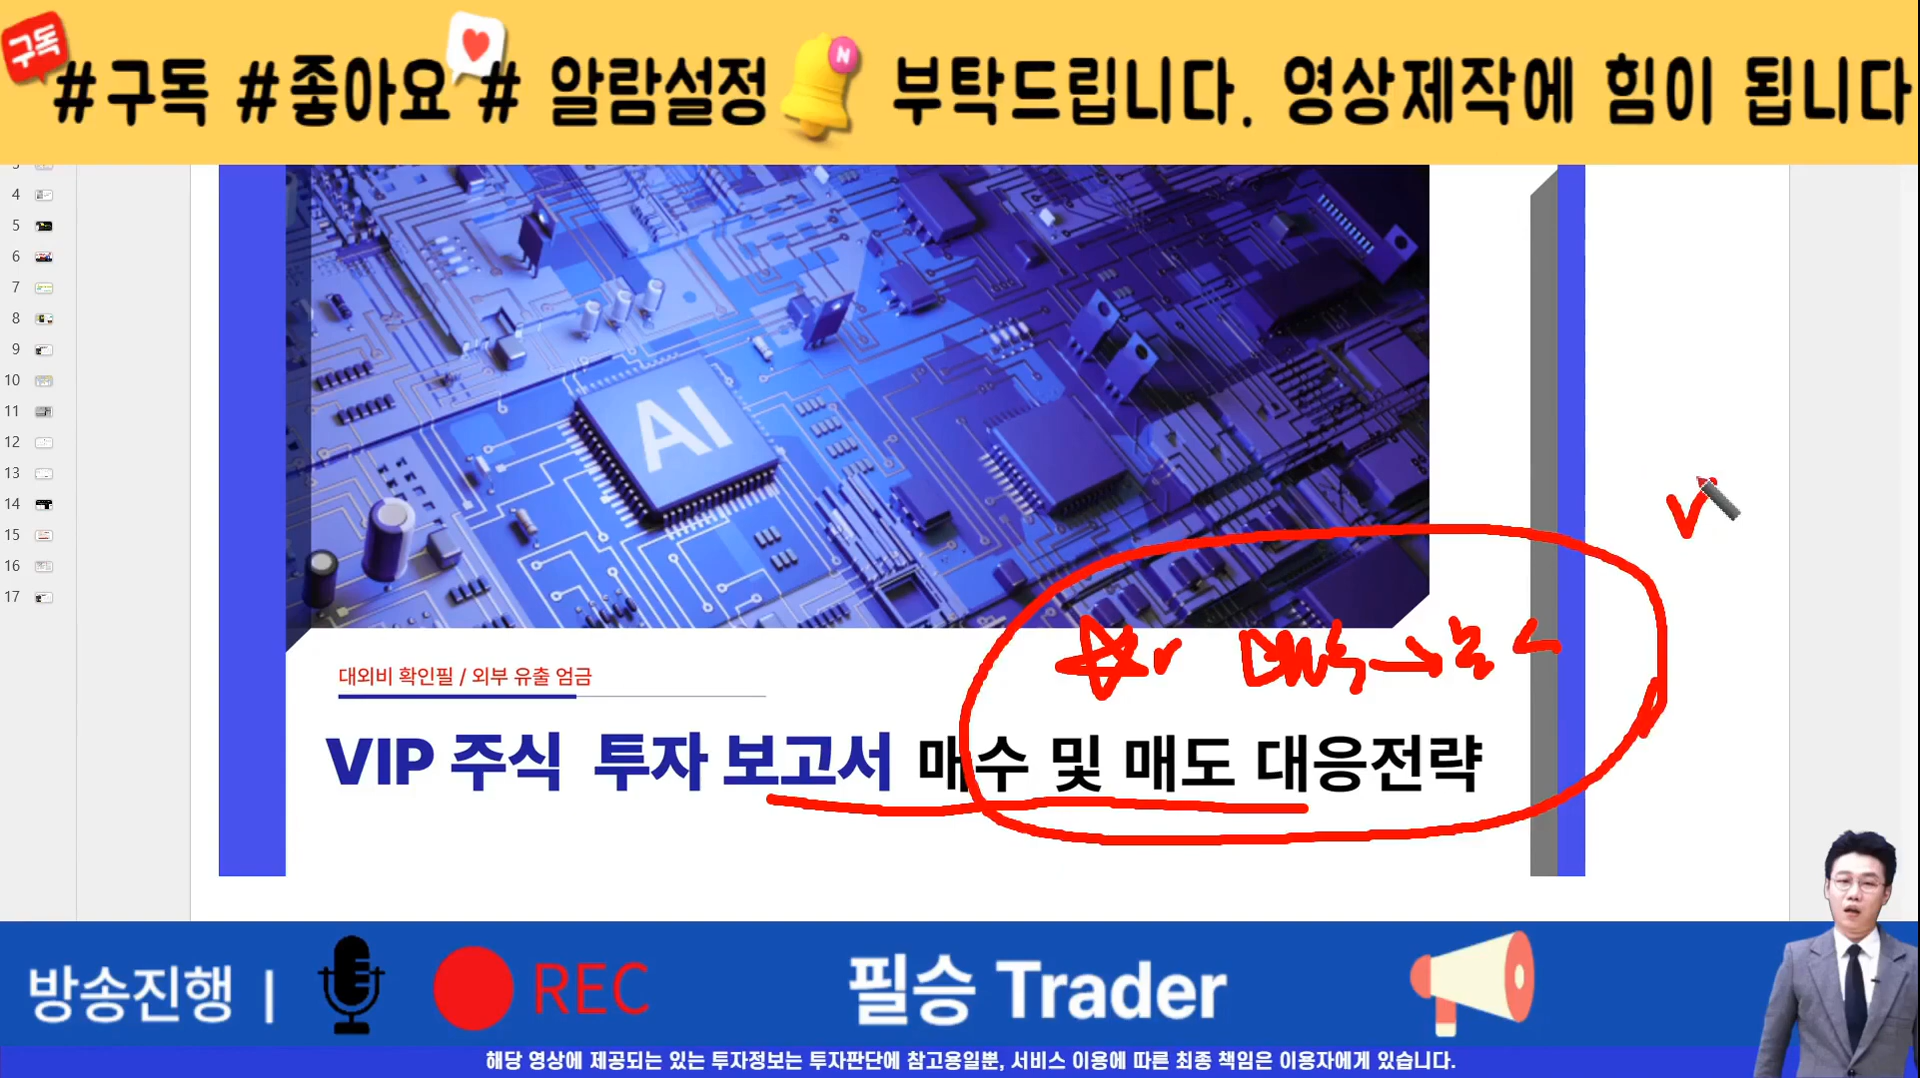 구독
N
#구독 #좋아요 # 알람설정 부탁드립니다. 영상제작에 힘이 됩니다
4
5
6
7
8
9
10
11
12
13
14
15
16
17
AI
대외비 확인필 / 외부 유출 엄금
VIP 주식 투자 보고서 매수 및 매도 대응전략
방송진행 | REC 필승 Trader
해당 영상에 제공되는 있는 투자정보는 투자판단에 참고용일뿐, 서비스 이용에 따른 최종 책임은 이용자에게 있습니다.